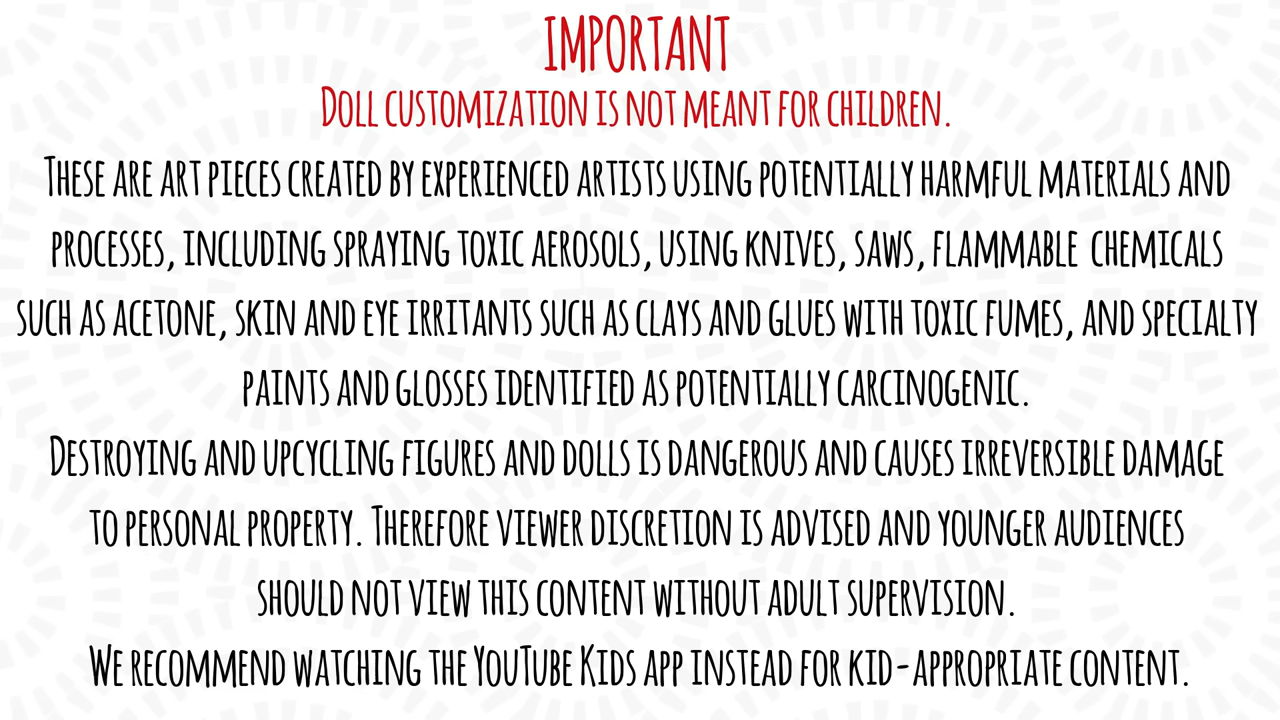 IMPORTANT
DOLL CUSTOMIZATION IS NOT MEANT FOR CHILDREN.
THESE ARE ART PIECES CREATED BY EXPERIENCED ARTISTS USING POTENTIALLY HARMFUL MATERIALS AND
PROCESSES, INCLUDING SPRAYING TOXIC AEROSOLS, USING KNIVES, SAWS, FLAMMABLE CHEMICALS
SUCH AS ACETONE, SKIN AND EYE IRRITANTS SUCH AS CLAYS AND GLUES WITH TOXIC FUMES, AND SPECIALTY
PAINTS AND GLOSSES IDENTIFIED AS POTENTIALLY CARCINOGENIC.
DESTROYING AND UPCYCLING FIGURES AND DOLLS IS DANGEROUS AND CAUSES IRREVERSIBLE DAMAGE
TO PERSONAL PROPERTY. THEREFORE VIEWER DISCRETION IS ADVISED AND YOUNGER AUDIENCES
SHOULD NOT VIEW THIS CONTENT WITHOUT ADULT SUPERVISION.
WE RECOMMEND WATCHING THE YOUTUBE KIDS APP INSTEAD FOR KID-APPROPRIATE CONTENT.